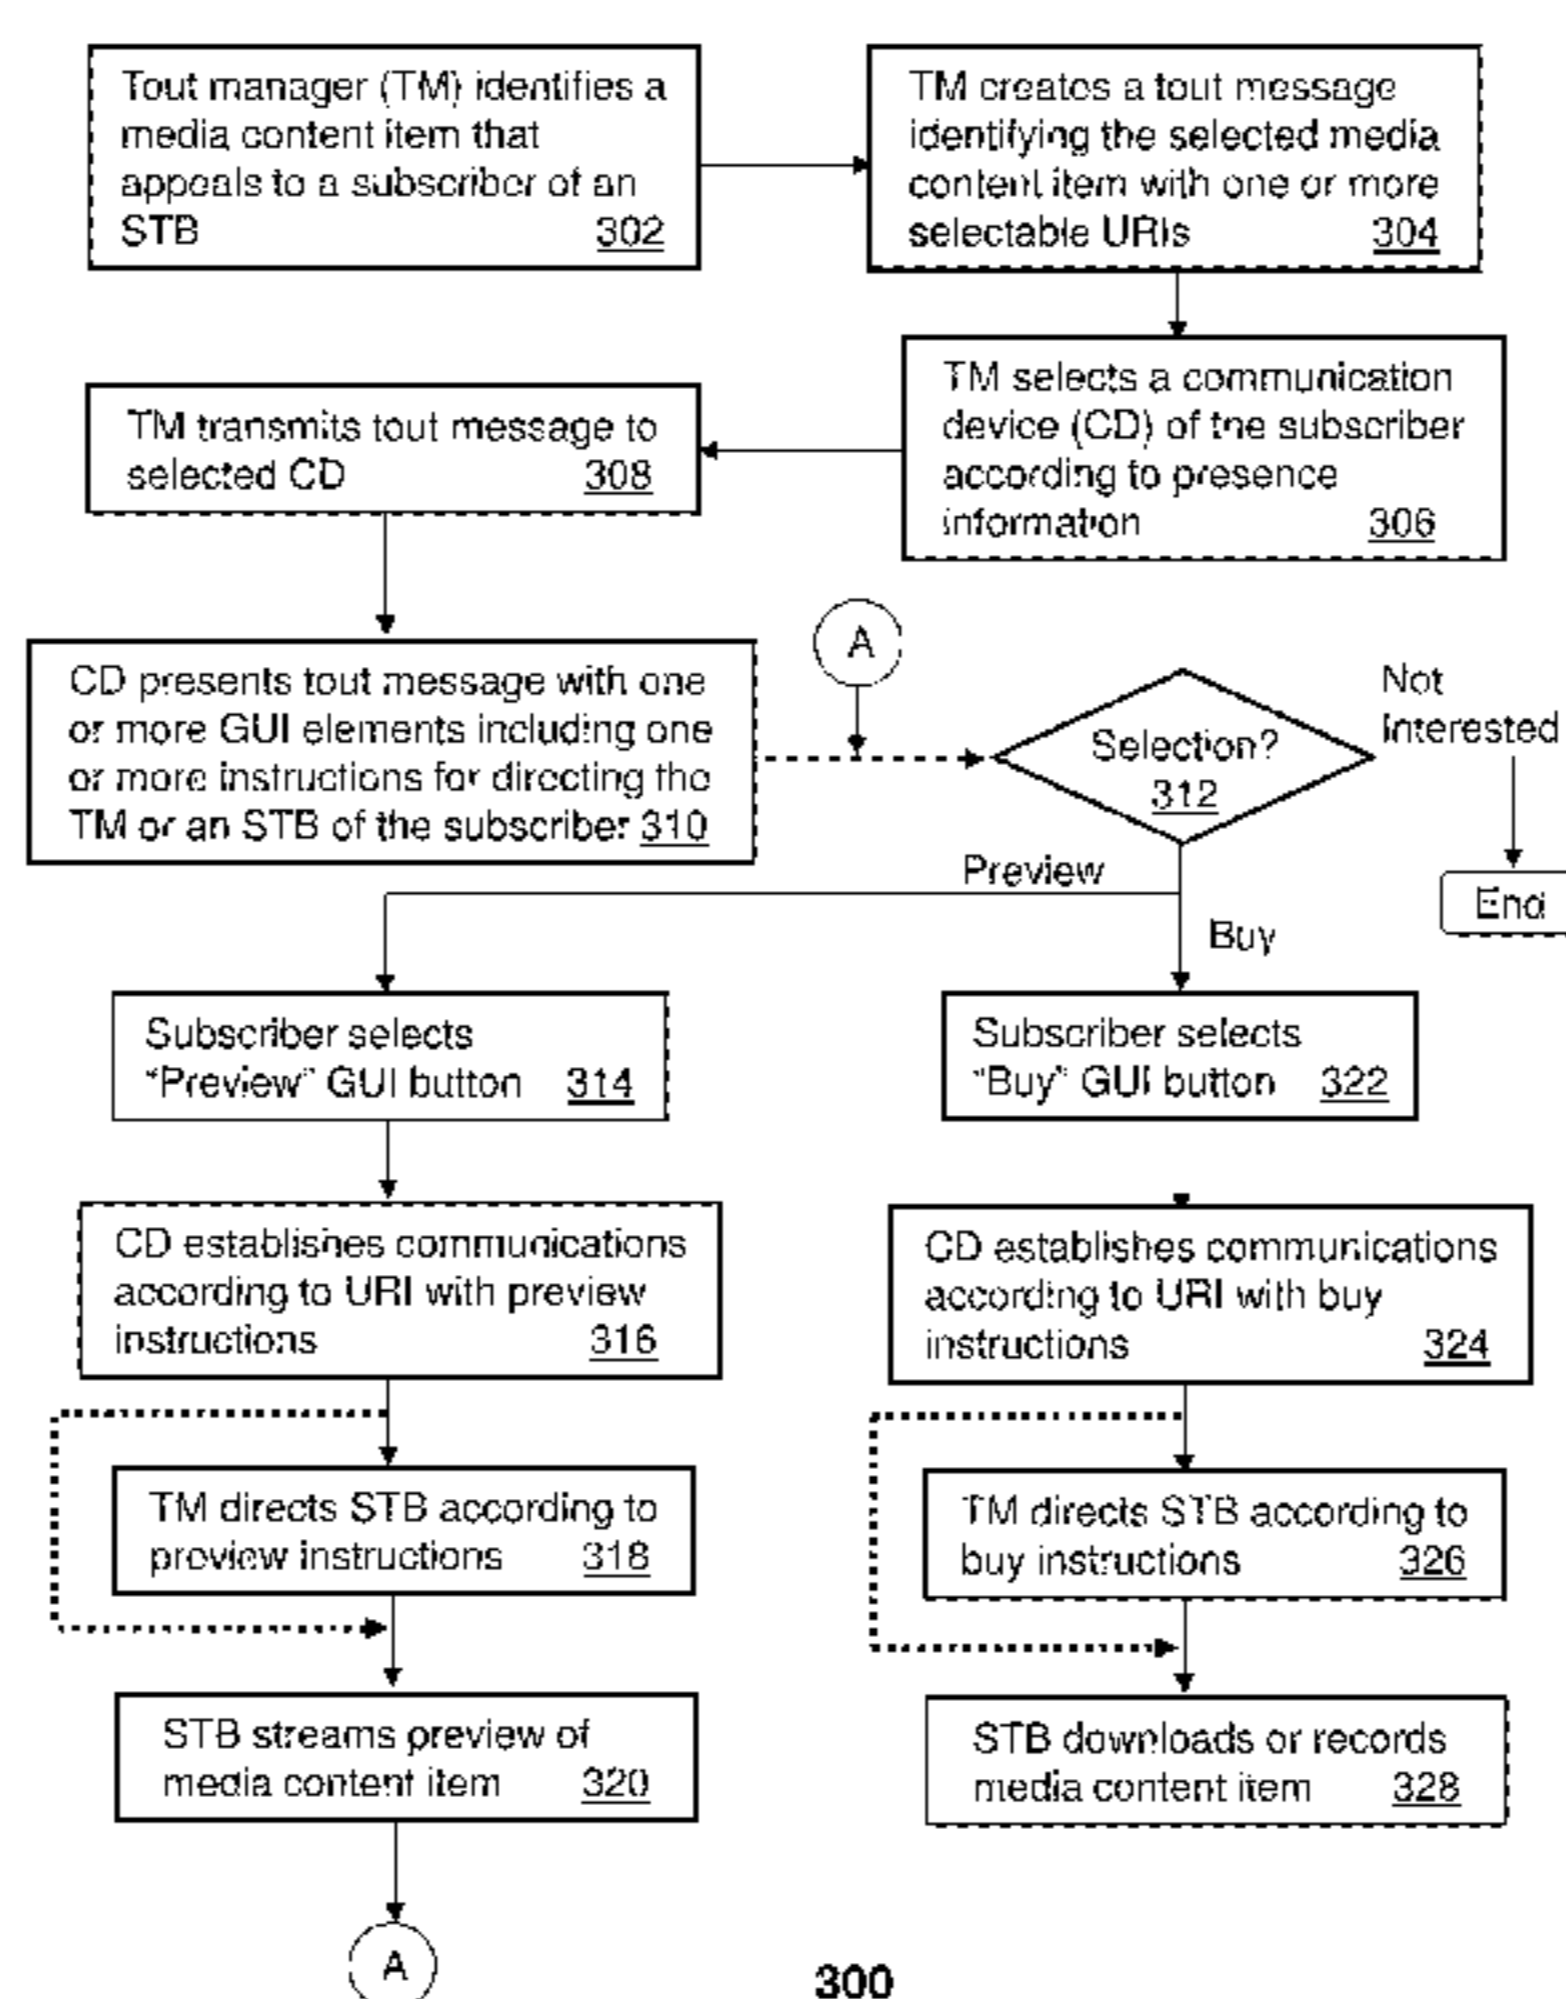 Tout manager (TM) identifies a
media content item that
appeals to a subscriber of an
STB 302
TM creates a tout message
identifying the selected media
content item with one or more
selectable URIs 304
TM selects a communication
device (CD) of the subscriber
according to presence
information 306
TM transmits tout message to
selected CD 308
CD presents tout message with one
or more GUI elements including one
or more instructions for directing the
TM or an STB of the subscriber 310
A
Selection?
312
Not
Interested
End
Preview
Buy
Subscriber selects
"Preview" GUI button 314
CD establishes communications
according to URI with preview
instructions 316
TM directs STB according to
preview instructions 318
STB streams preview of
media content item 320
A
Subscriber selects
"Buy" GUI button 322
CD establishes communications
according to URI with buy
instructions 324
TM directs STB according to
buy instructions 326
STB downloads or records
media content item 328
300